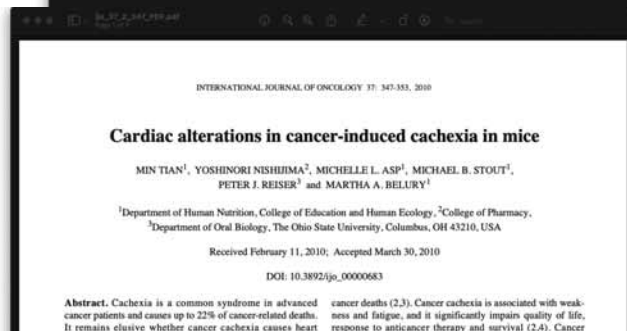 INTERNATIONAL JOURNAL OF ONCOLOGY 37: 347-353, 2010
Cardiac alterations in cancer-induced cachexia in mice
MIN TIAN1, YOSHINORI NISHIJIMA2, MICHELLE L. ASP1, MICHAEL B. STOUT1,
PETER J. REISER3 and MARTHA A. BELURY1
1Department of Human Nutrition, College of Education and Human Ecology, 2College of Pharmacy,
3Department of Oral Biology, The Ohio State University, Columbus, OH 43210, USA
Received February 11, 2010; Accepted March 30, 2010
DOI: 10.3892/ijo_00000683
Abstract. Cachexia is a common syndrome in advanced
cancer patients and causes up to 22% of cancer-related deaths.
It remains elusive whether cancer cachexia causes heart
cancer deaths (2,3). Cancer cachexia is associated with weak-
ness and fatigue, and it significantly impairs quality of life,
response to anticancer therapy and survival (2,4). Cancer